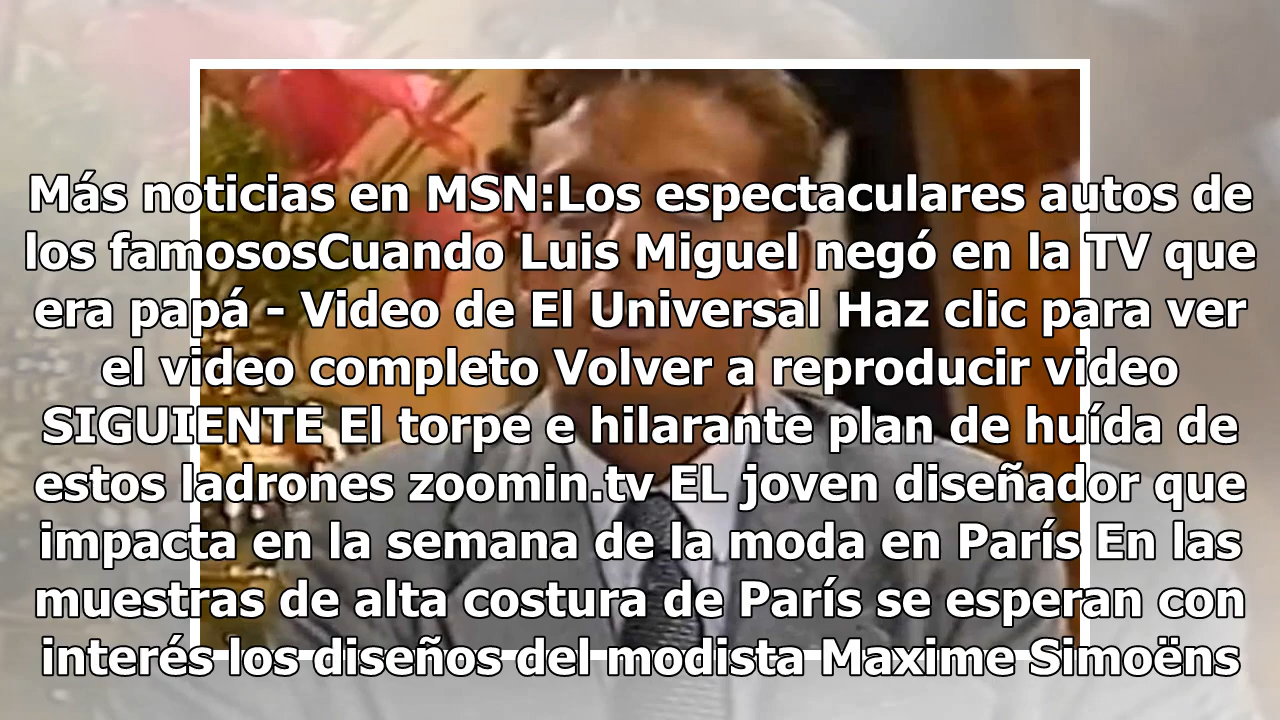 Más noticias en MSN:Los espectaculares autos de
los famososCuando Luis Miguel negó en la TV que
era papá - Video de El Universal Haz clic para ver
el video completo Volver a reproducir video
SIGUIENTE El torpe e hilarante plan de huída de
estos ladrones zoomin.tv EL joven diseñador que
impacta en la semana de la moda en París En las
muestras de alta costura de París se esperan con
interés los diseños del modista Maxime Simoëns